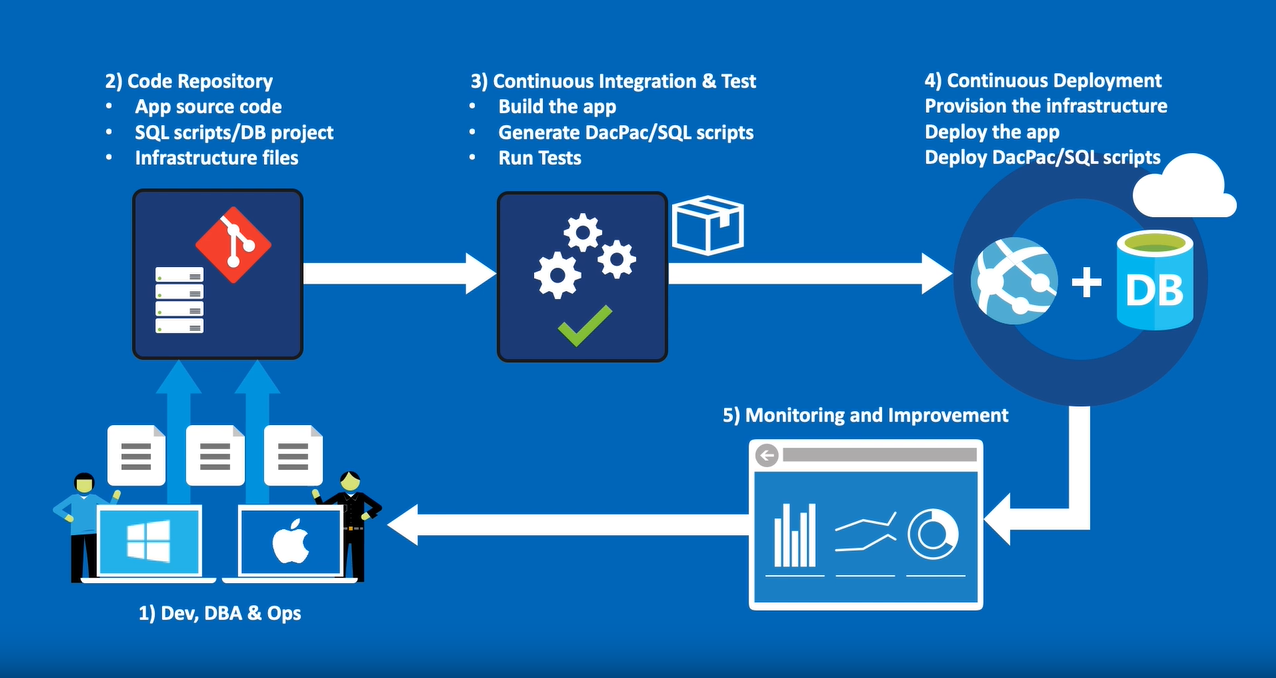 2) Code Repository
• App source code
• SQL scripts/DB project
• Infrastructure files
3) Continuous Integration & Test
• Build the app
• Generate DacPac/SQL scripts
• Run Tests
4) Continuous Deployment
Provision the infrastructure
Deploy the app
Deploy DacPac/SQL scripts
+
DB
5) Monitoring and Improvement
1) Dev, DBA & Ops